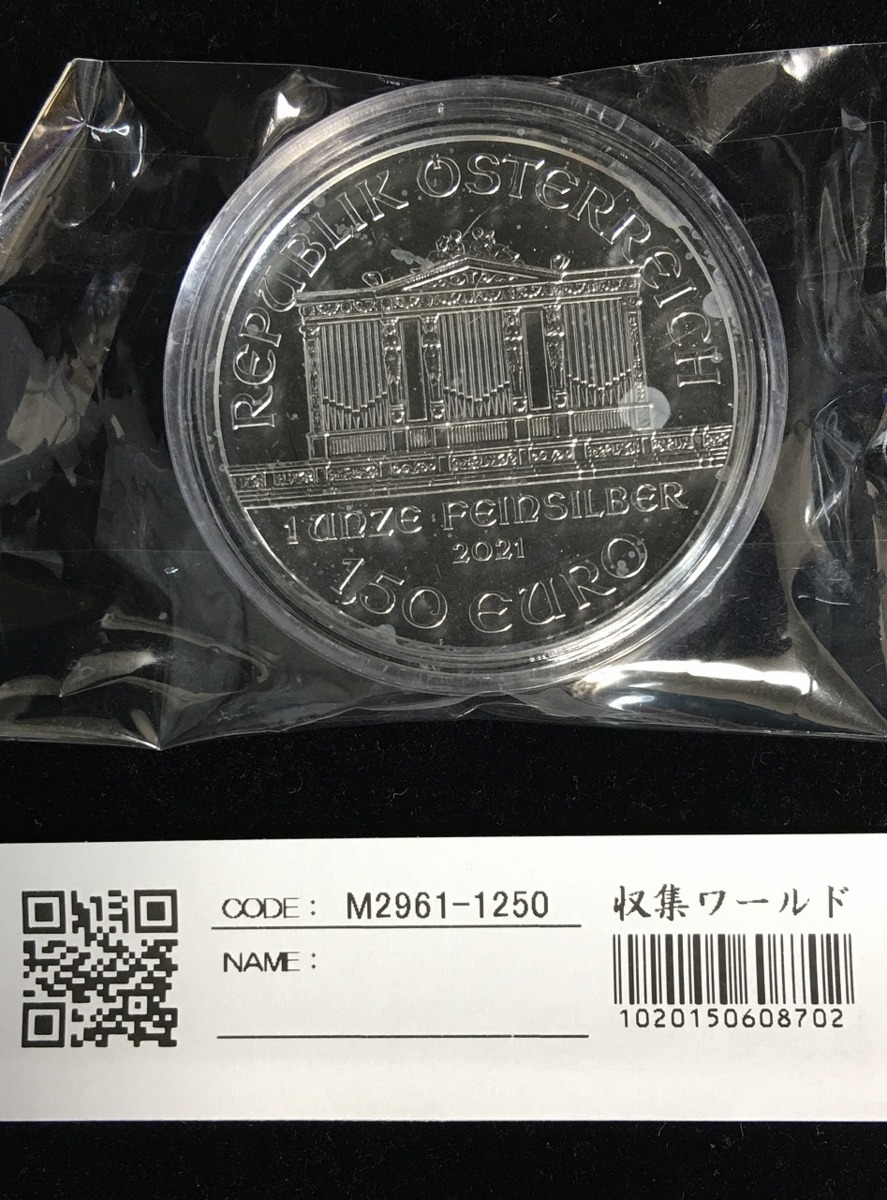 REPUBLIK ÖSTERREICH
1 UNZE FEINSILBER
2021
1,50 EURO
CODE: M2961-1250
NAME:
収集ワールド
1020150608702